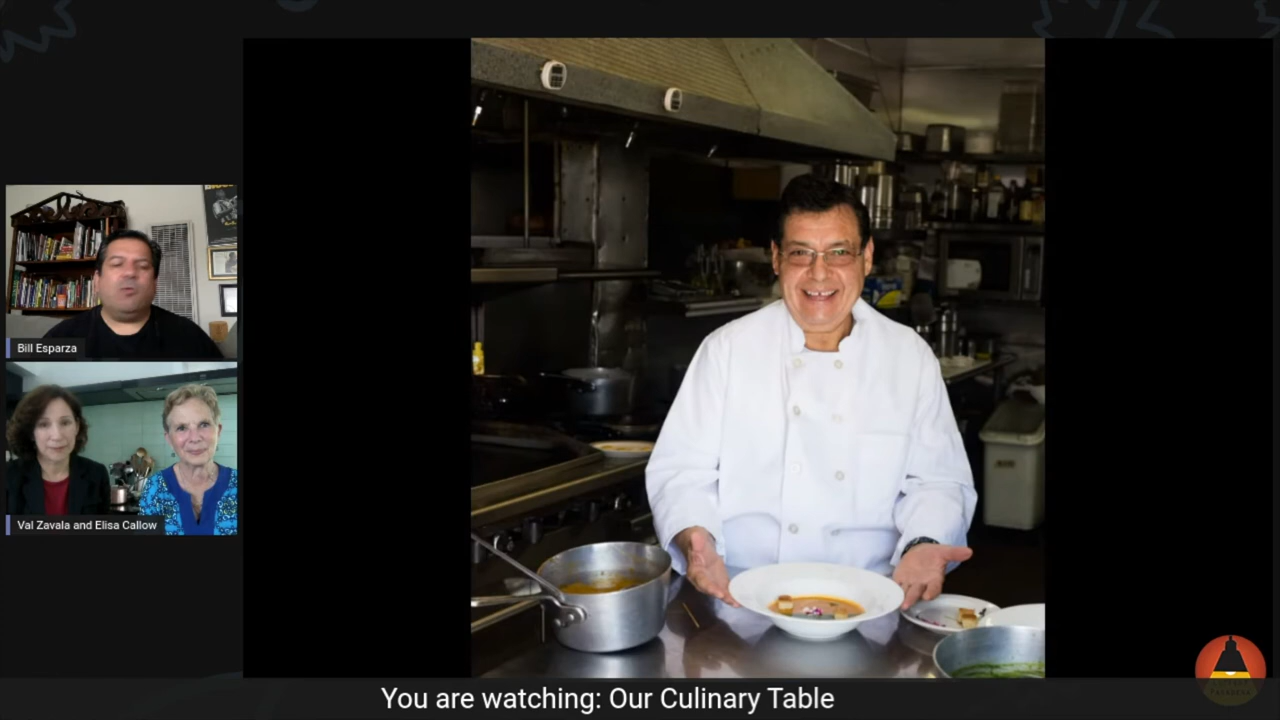 Bill Esparza
Val Zavala and Elisa Callow
You are watching: Our Culinary Table